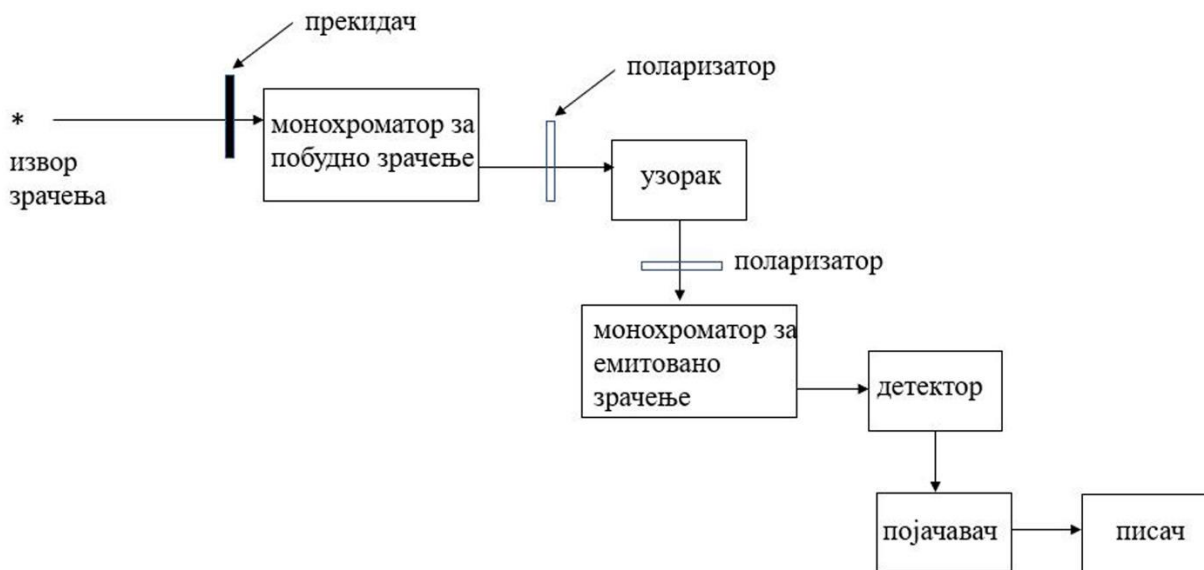 прекидач
поларизатор
*
извор
зрачења
монохроматор за
побудно зрачење
узорак
поларизатор
монохроматор за
емитовано
зрачење
детектор
појачавач
писач